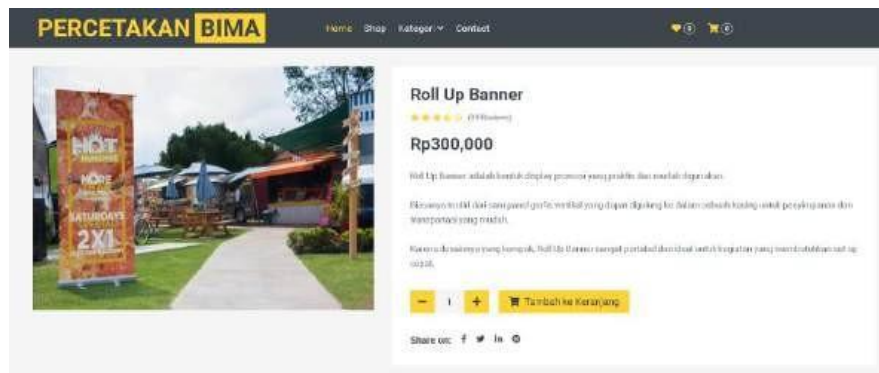 PERCETAKAN BIMA
Home Shop Kategori Contact
0 0
Roll Up Banner
Rp300,000
Roll Up Banner adalah bentuk display promosi yang praktis dan mudah digunakan.
Biasanya terdiri dari satu panel grafis vertikal yang dapat digulung ke dalam sebuah casing untuk penyimpanan dan
transportasi yang mudah.
Karena desainnya yang kompak, Roll Up Banner sangat portabel dan ideal untuk kegiatan yang membutuhkan set up
cepat.
- 1 + Tambah ke Keranjang
Share on:
HOT
MORE
SATURDAYS
2X1